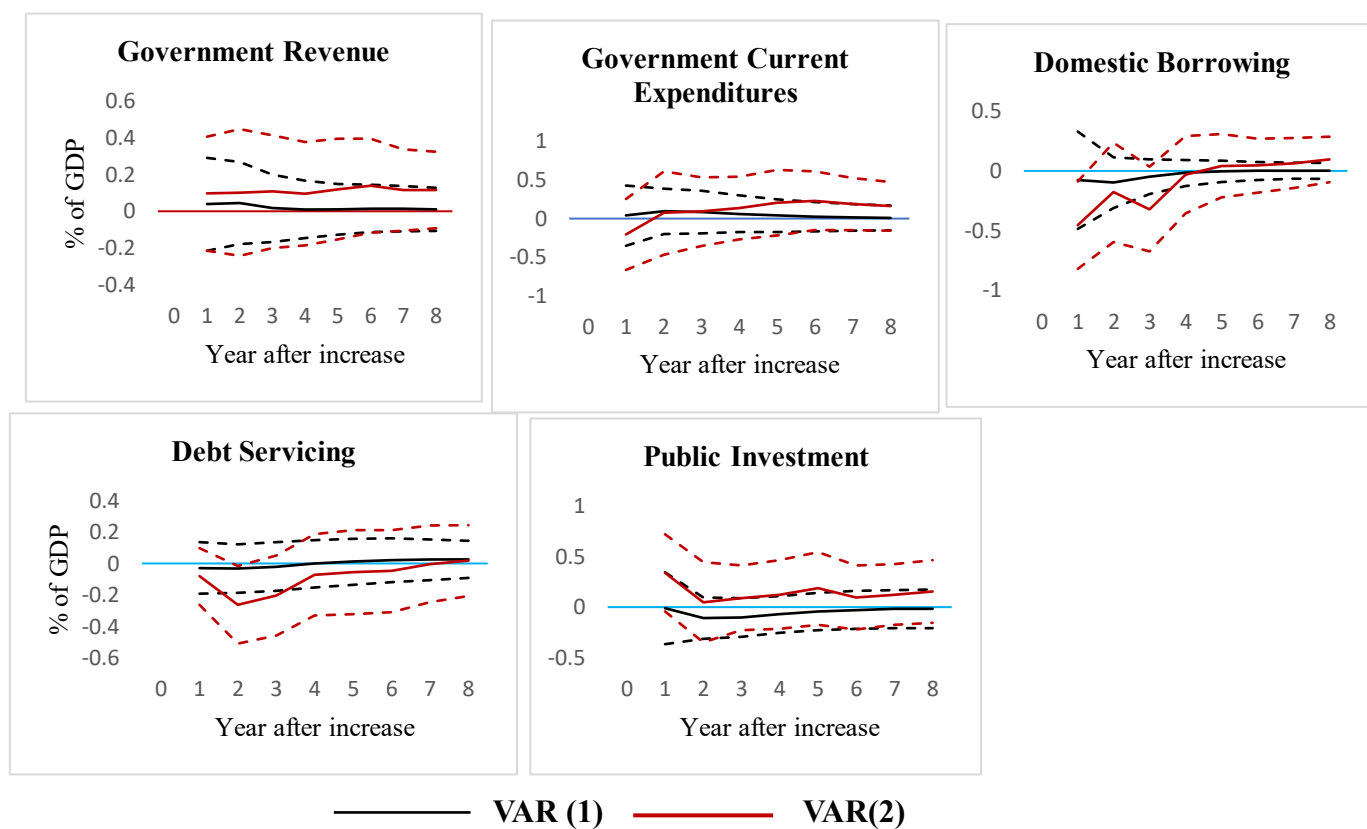 Government Revenue
% of GDP
0.6
0.4
0.2
0
-0.2
-0.4
0 1 2 3 4 5 6 7 8
Year after increase
Government Current
Expenditures
1
0.5
0
-0.5
-1
0 1 2 3 4 5 6 7 8
Year after increase
Domestic Borrowing
0.5
0
-0.5
-1
0 1 2 3 4 5 6 7 8
Year after increase
Debt Servicing
% of GDP
0.4
0.2
0
-0.2
-0.4
-0.6
0 1 2 3 4 5 6 7 8
Year after increase
Public Investment
1
0.5
0
-0.5
0 1 2 3 4 5 6 7 8
Year after increase
VAR (1) VAR(2)